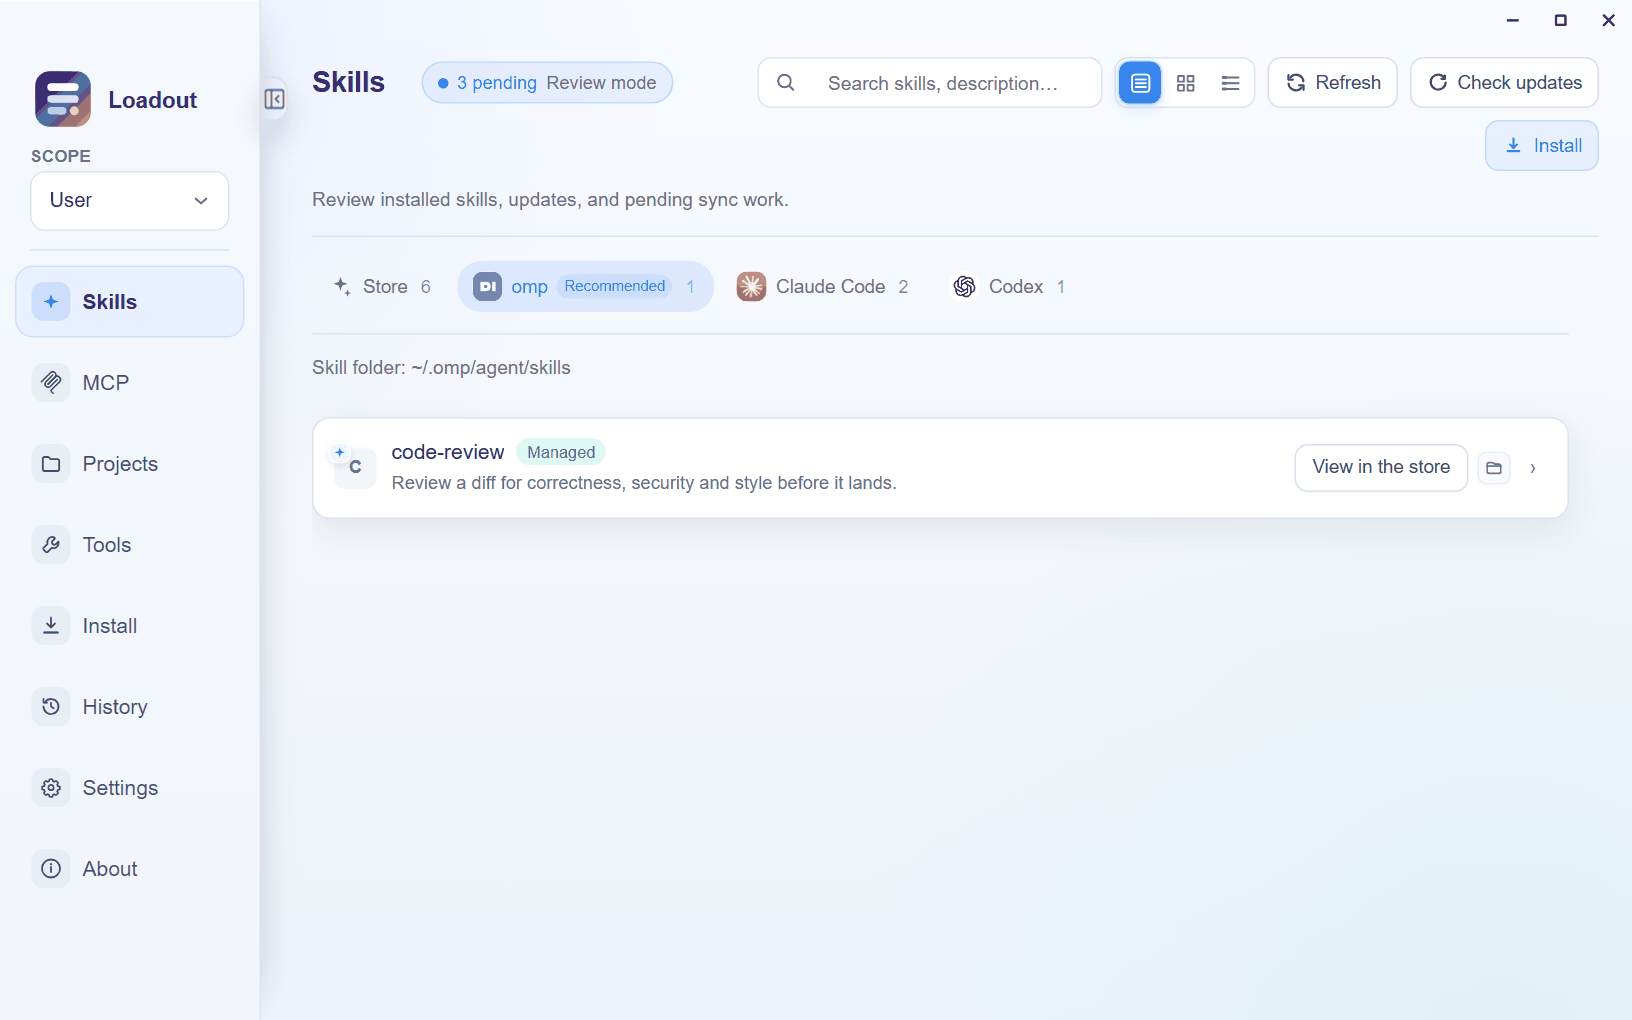 Loadout
SCOPE
User
Skills
MCP
Projects
Tools
Install
History
Settings
About
Skills
3 pending Review mode
Search skills, description…
Refresh
Check updates
Install
Review installed skills, updates, and pending sync work.
Store 6
DI omp Recommended 1
Claude Code 2
Codex 1
Skill folder: ~/.omp/agent/skills
C
code-review Managed
Review a diff for correctness, security and style before it lands.
View in the store